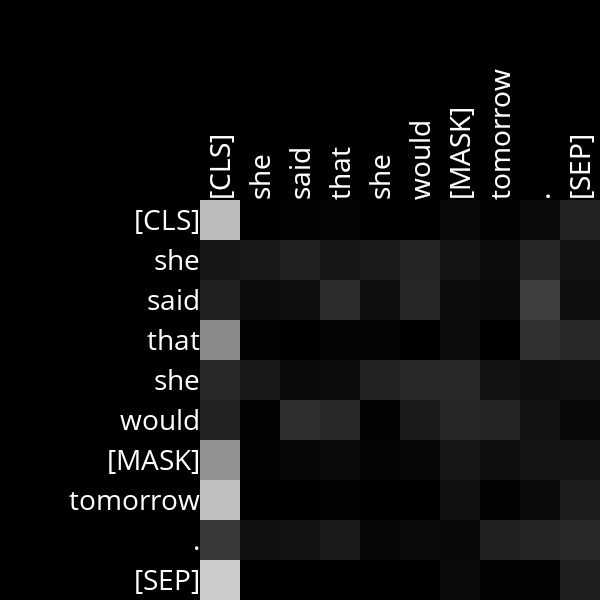 [CLS] she said that she would [MASK] tomorrow . [SEP]
[CLS]
she
said
that
she
would
[MASK]
tomorrow
.
[SEP]